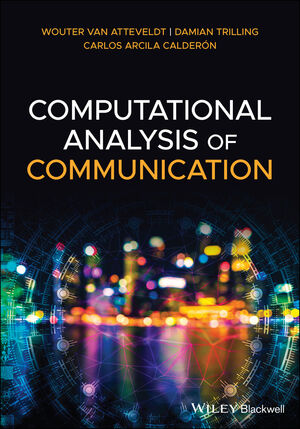 WOUTER VAN ATTEVELDT | DAMIAN TRILLING
CARLOS ARCILA CALDERÓN
COMPUTATIONAL
ANALYSIS OF
COMMUNICATION
WILEY Blackwell